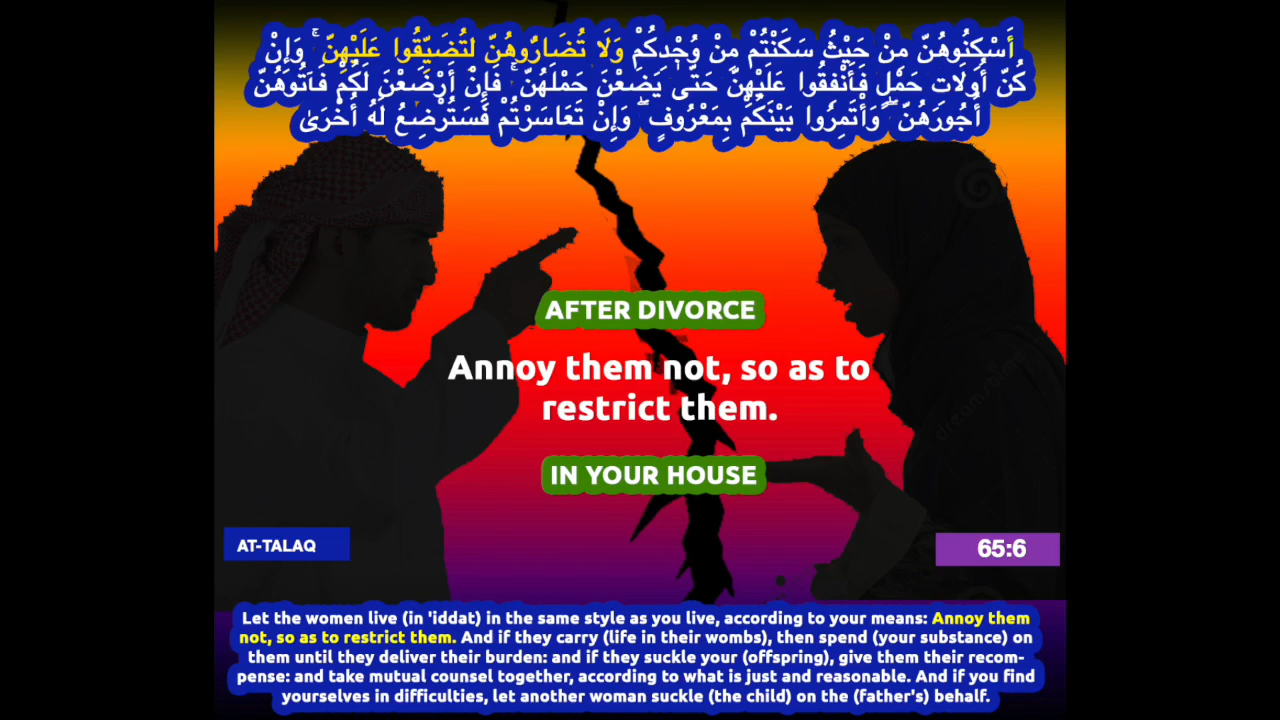 أَسْكِنُوهُنَّ مِنْ حَيْثُ سَكَنْتُمْ مِنْ وُجْدِكُمْ وَلَا تُضَارُّوهُنَّ لِتُضَيِّقُوا عَلَيْهِنَّ ۚ وَإِنْ
كُنَّ أُولَاتِ حَمْلٍ فَأَنْفِقُوا عَلَيْهِنَّ حَتَّىٰ يَضَعْنَ حَمْلَهُنَّ ۚ فَإِنْ أَرْضَعْنَ لَكُمْ فَآتُوهُنَّ
أُجُورَهُنَّ ۖ وَأْتَمِرُوا بَيْنَكُمْ بِمَعْرُوفٍ ۖ وَإِنْ تَعَاسَرْتُمْ فَسَتُرْضِعُ لَهُ أُخْرَىٰ
AFTER DIVORCE
Annoy them not, so as to
restrict them.
IN YOUR HOUSE
AT-TALAQ
65:6
Let the women live (in 'iddat) in the same style as you live, according to your means: Annoy them
not, so as to restrict them. And if they carry (life in their wombs), then spend (your substance) on
them until they deliver their burden: and if they suckle your (offspring), give them their recom-
pense: and take mutual counsel together, according to what is just and reasonable. And if you find
yourselves in difficulties, let another woman suckle (the child) on the (father's) behalf.